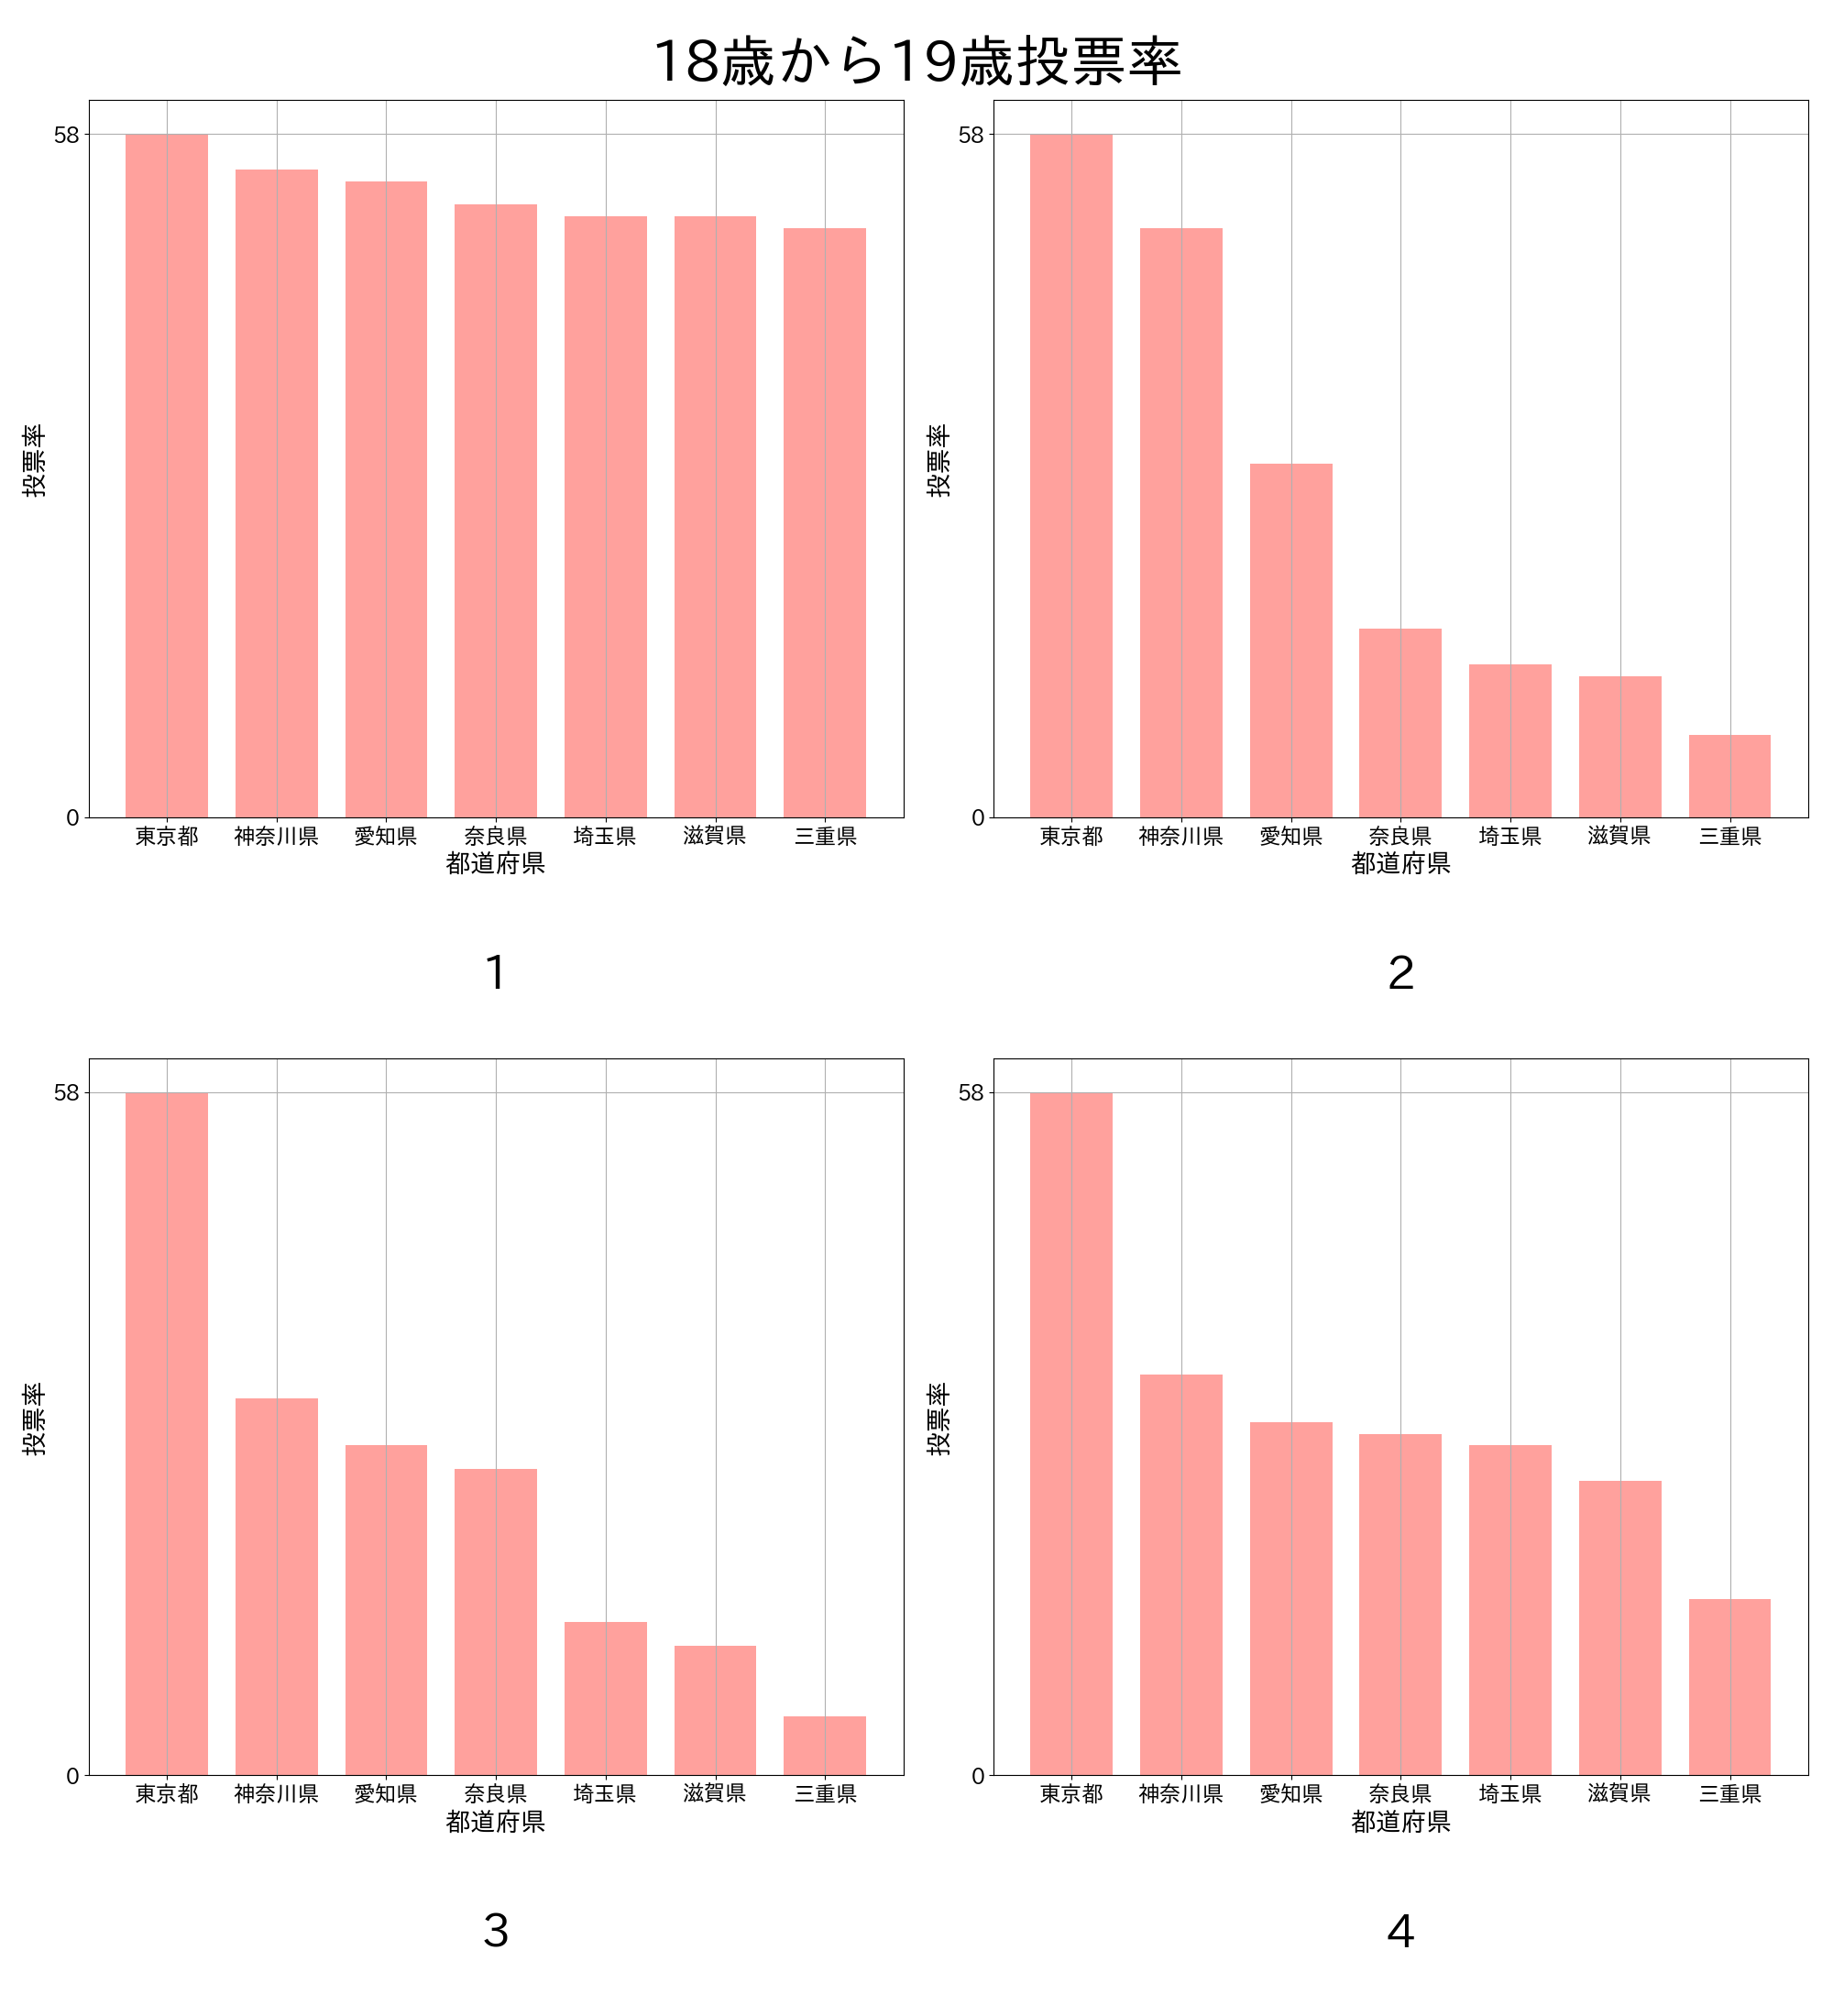 18歳から19歳投票率
58
0
投票率
東京都 神奈川県 愛知県 奈良県 埼玉県 滋賀県 三重県
都道府県
1
58
0
投票率
東京都 神奈川県 愛知県 奈良県 埼玉県 滋賀県 三重県
都道府県
2
58
0
投票率
東京都 神奈川県 愛知県 奈良県 埼玉県 滋賀県 三重県
都道府県
3
58
0
投票率
東京都 神奈川県 愛知県 奈良県 埼玉県 滋賀県 三重県
都道府県
4